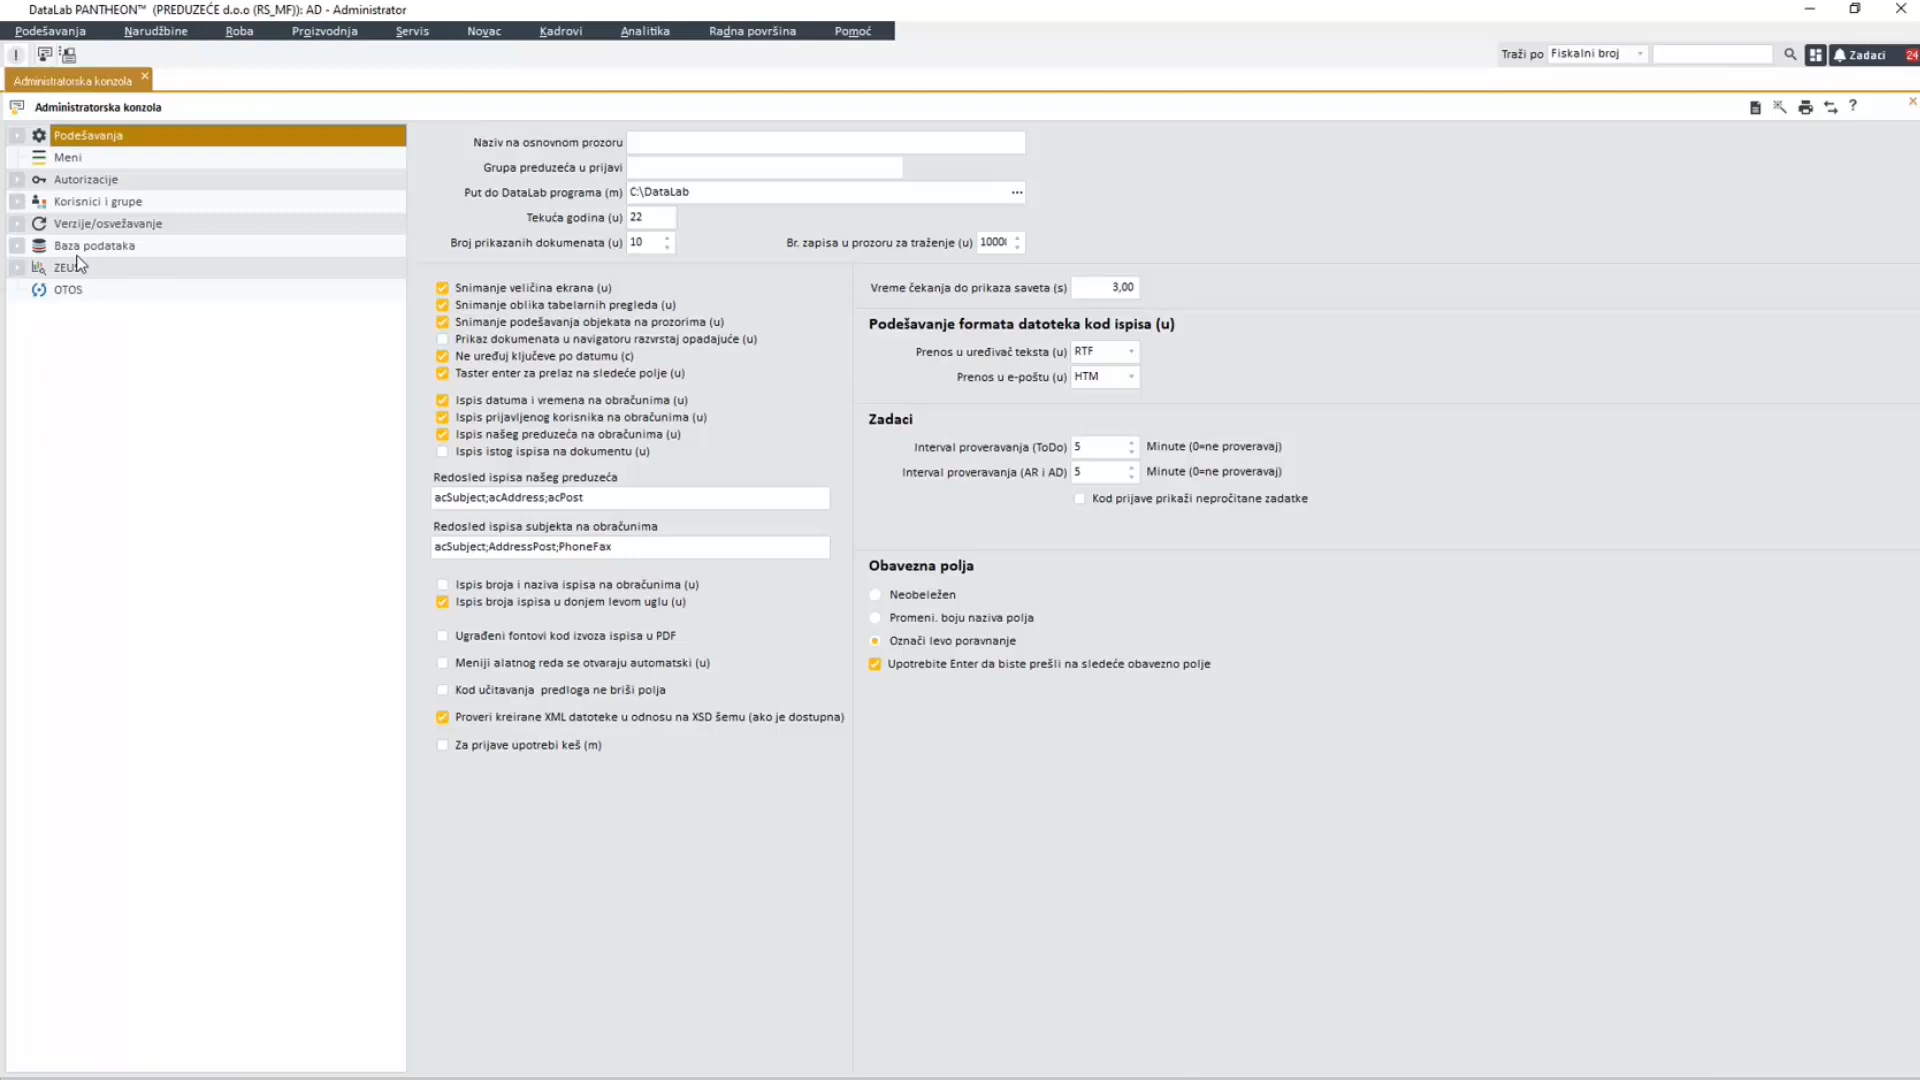 DataLab PANTHEON™ (PREDUZEĆE d.o.o (RS_MF)): AD - Administrator
Podešavanja Narudžbine Roba Proizvodnja Servis Novac Kadrovi Analitika Radna površina Pomoć
Traži po Fiskalni broj Zadaci 24
Administratorska konzola
Administratorska konzola
Podešavanja
Meni
Autorizacije
Korisnici i grupe
Verzije/osvežavanje
Baza podataka
OTOS
Naziv na osnovnom prozoru
Grupa preduzeća u prijavi
Put do DataLab programa (m) C:\DataLab ...
Tekuća godina (u) 22
Broj prikazanih dokumenata (u) 10 Br. zapisa u prozoru za traženje (u)
Snimanje veličina ekrana (u)
Snimanje oblika tabelarnih pregleda (u)
Snimanje podešavanja objekata na prozorima (u)
Prikaz dokumenata u navigatoru razvrstaj opadajuće (u)
Ne uređuj ključeve po datumu (c)
Taster enter za prelaz na sledeće polje (u)
Ispis datuma i vremena na obračunima (u)
Ispis prijavljenog korisnika na obračunima (u)
Ispis našeg preduzeća na obračunima (u)
Ispis istog ispisa na dokumentu (u)
Redosled ispisa našeg preduzeća
acSubject;acAddress;acPost
Redosled ispisa subjekta na obračunima
acSubject;AddressPost;PhoneFax
Ispis broja i naziva ispisa na obračunima (u)
Ispis broja ispisa u donjem levom uglu (u)
Ugrađeni fontovi kod izvoza ispisa u PDF
Meniji alatnog reda se otvaraju automatski (u)
Kod učitavanja predloga ne briši polja
Proveri kreirane XML datoteke u odnosu na XSD šemu (ako je dostupna)
Za prijave upotrebi keš (m)
Vreme čekanja do prikaza saveta (s) 3,00
Podešavanje formata datoteka kod ispisa (u)
Prenos u uređivač teksta (u) RTF
Prenos u e-poštu (u) HTM
Zadaci
Interval proveravanja (ToDo) 5 Minute (0=ne proveravaj)
Interval proveravanja (AR i AD) 5 Minute (0=ne proveravaj)
Kod prijave prikaži nepročitane zadatke
Obavezna polja
Neobeležen
Promeni. boju naziva polja
Označi levo poravnanje
Upotrebite Enter da biste prešli na sledeće obavezno polje